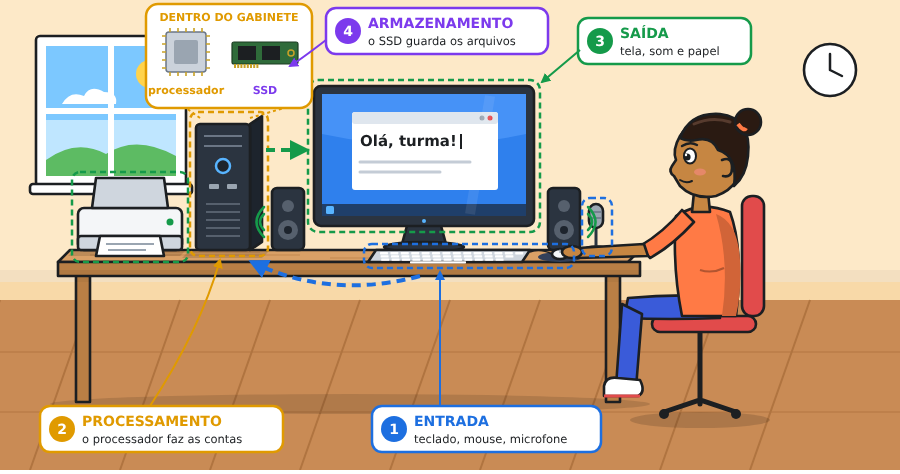 DENTRO DO GABINETE
processador
SSD
4
ARMAZENAMENTO
o SSD guarda os arquivos
3
SAÍDA
tela, som e papel
Olá, turma!|
2
PROCESSAMENTO
o processador faz as contas
1
ENTRADA
teclado, mouse, microfone